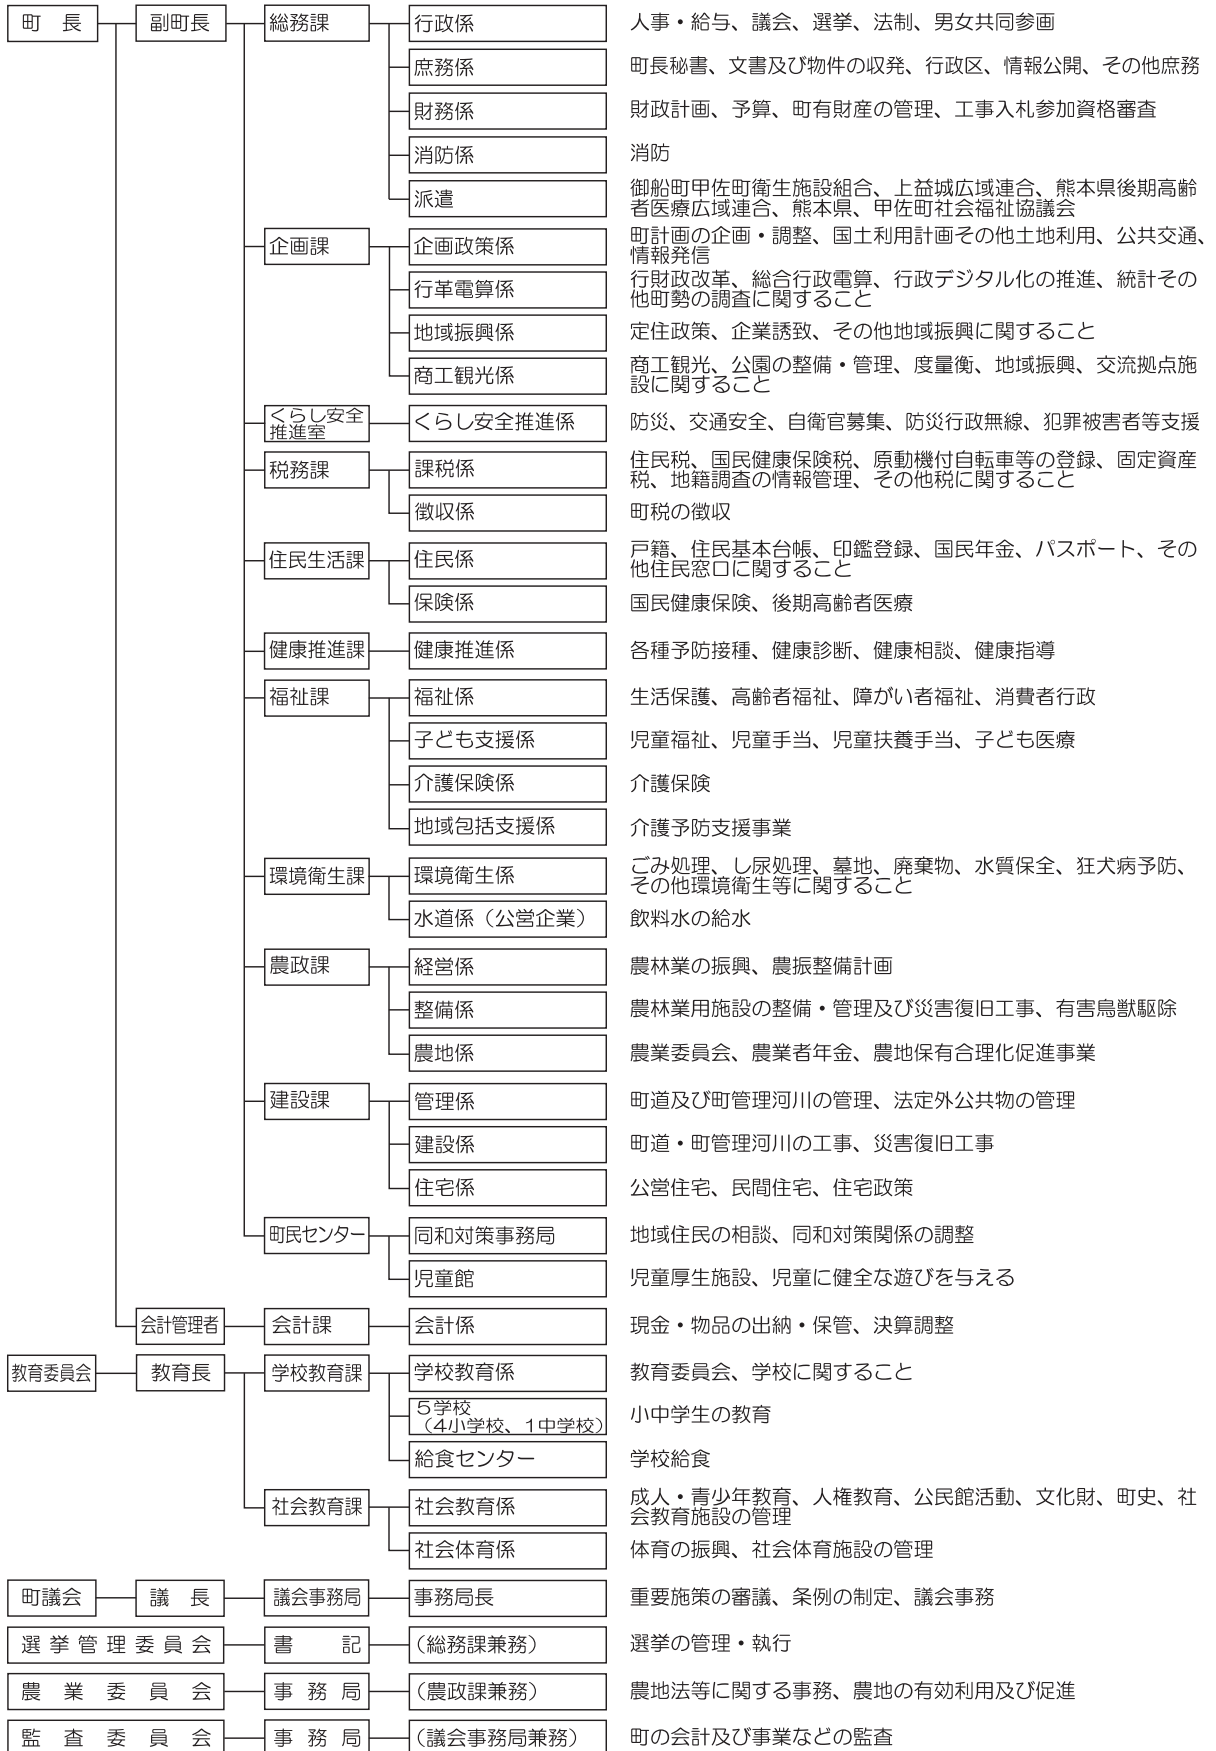 町　長
副町長
総務課
行政係
人事・給与、議会、選挙、法制、男女共同参画
庶務係
町長秘書、文書及び物件の収発、行政区、情報公開、その他庶務
財務係
財政計画、予算、町有財産の管理、工事入札参加資格審査
消防係
消防
派遣
御船町甲佐町衛生施設組合、上益城広域連合、熊本県後期高齢
者医療広域連合、熊本県、甲佐町社会福祉協議会
企画課
企画政策係
町計画の企画・調整、国土利用計画その他土地利用、公共交通、
情報発信
行革電算係
行財政改革、総合行政電算、行政デジタル化の推進、統計その
他町勢の調査に関すること
地域振興係
定住政策、企業誘致、その他地域振興に関すること
商工観光係
商工観光、公園の整備・管理、度量衡、地域振興、交流拠点施
設に関すること
くらし安全
推進室
くらし安全推進係
防災、交通安全、自衛官募集、防災行政無線、犯罪被害者等支援
税務課
課税係
住民税、国民健康保険税、原動機付自転車等の登録、固定資産
税、地籍調査の情報管理、その他税に関すること
徴収係
町税の徴収
住民生活課
住民係
戸籍、住民基本台帳、印鑑登録、国民年金、パスポート、その
他住民窓口に関すること
保険係
国民健康保険、後期高齢者医療
健康推進課
健康推進係
各種予防接種、健康診断、健康相談、健康指導
福祉課
福祉係
生活保護、高齢者福祉、障がい者福祉、消費者行政
子ども支援係
児童福祉、児童手当、児童扶養手当、子ども医療
介護保険係
介護保険
地域包括支援係
介護予防支援事業
環境衛生課
環境衛生係
ごみ処理、し尿処理、墓地、廃棄物、水質保全、狂犬病予防、
その他環境衛生等に関すること
水道係（公営企業）
飲料水の給水
農政課
経営係
農林業の振興、農振整備計画
整備係
農林業用施設の整備・管理及び災害復旧工事、有害鳥獣駆除
農地係
農業委員会、農業者年金、農地保有合理化促進事業
建設課
管理係
町道及び町管理河川の管理、法定外公共物の管理
建設係
町道・町管理河川の工事、災害復旧工事
住宅係
公営住宅、民間住宅、住宅政策
町民センター
同和対策事務局
地域住民の相談、同和対策関係の調整
児童館
児童厚生施設、児童に健全な遊びを与える
会計管理者
会計課
会計係
現金・物品の出納・保管、決算調整
教育委員会
教育長
学校教育課
学校教育係
教育委員会、学校に関すること
5学校
（4小学校、1中学校）
小中学生の教育
給食センター
学校給食
社会教育課
社会教育係
成人・青少年教育、人権教育、公民館活動、文化財、町史、社
会教育施設の管理
社会体育係
体育の振興、社会体育施設の管理
町議会
議　長
議会事務局
事務局長
重要施策の審議、条例の制定、議会事務
選挙管理委員会
書　記
（総務課兼務）
選挙の管理・執行
農業委員会
事務局
（農政課兼務）
農地法等に関する事務、農地の有効利用及び促進
監査委員会
事務局
（議会事務局兼務）
町の会計及び事業などの監査